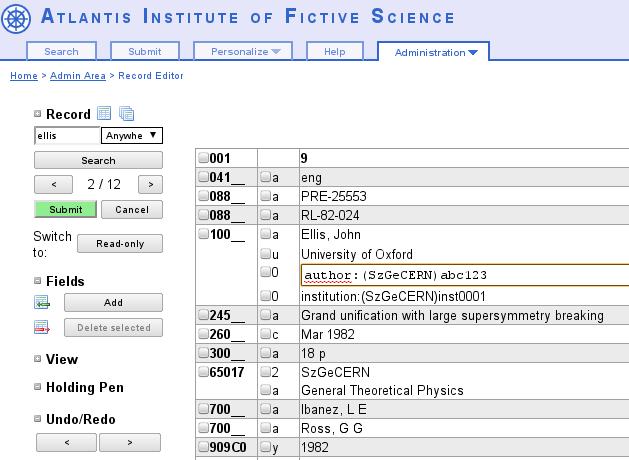 Atlantis Institute of Fictive Science
Search Submit Personalize Help Administration
Home > Admin Area > Record Editor
Record
ellis Anywhe
Search
< 2 / 12 >
Submit Cancel
Switch to: Read-only
Fields
Add
Delete selected
View
Holding Pen
Undo/Redo
< >
001 9
041__ a eng
088__ a PRE-25553
088__ a RL-82-024
100__ a Ellis, John
u University of Oxford
0 author:(SzGeCERN)abc123
0 institution:(SzGeCERN)inst0001
245__ a Grand unification with large supersymmetry breaking
260__ c Mar 1982
300__ a 18 p
65017 2 SzGeCERN
a General Theoretical Physics
700__ a Ibanez, L E
700__ a Ross, G G
909C0 y 1982